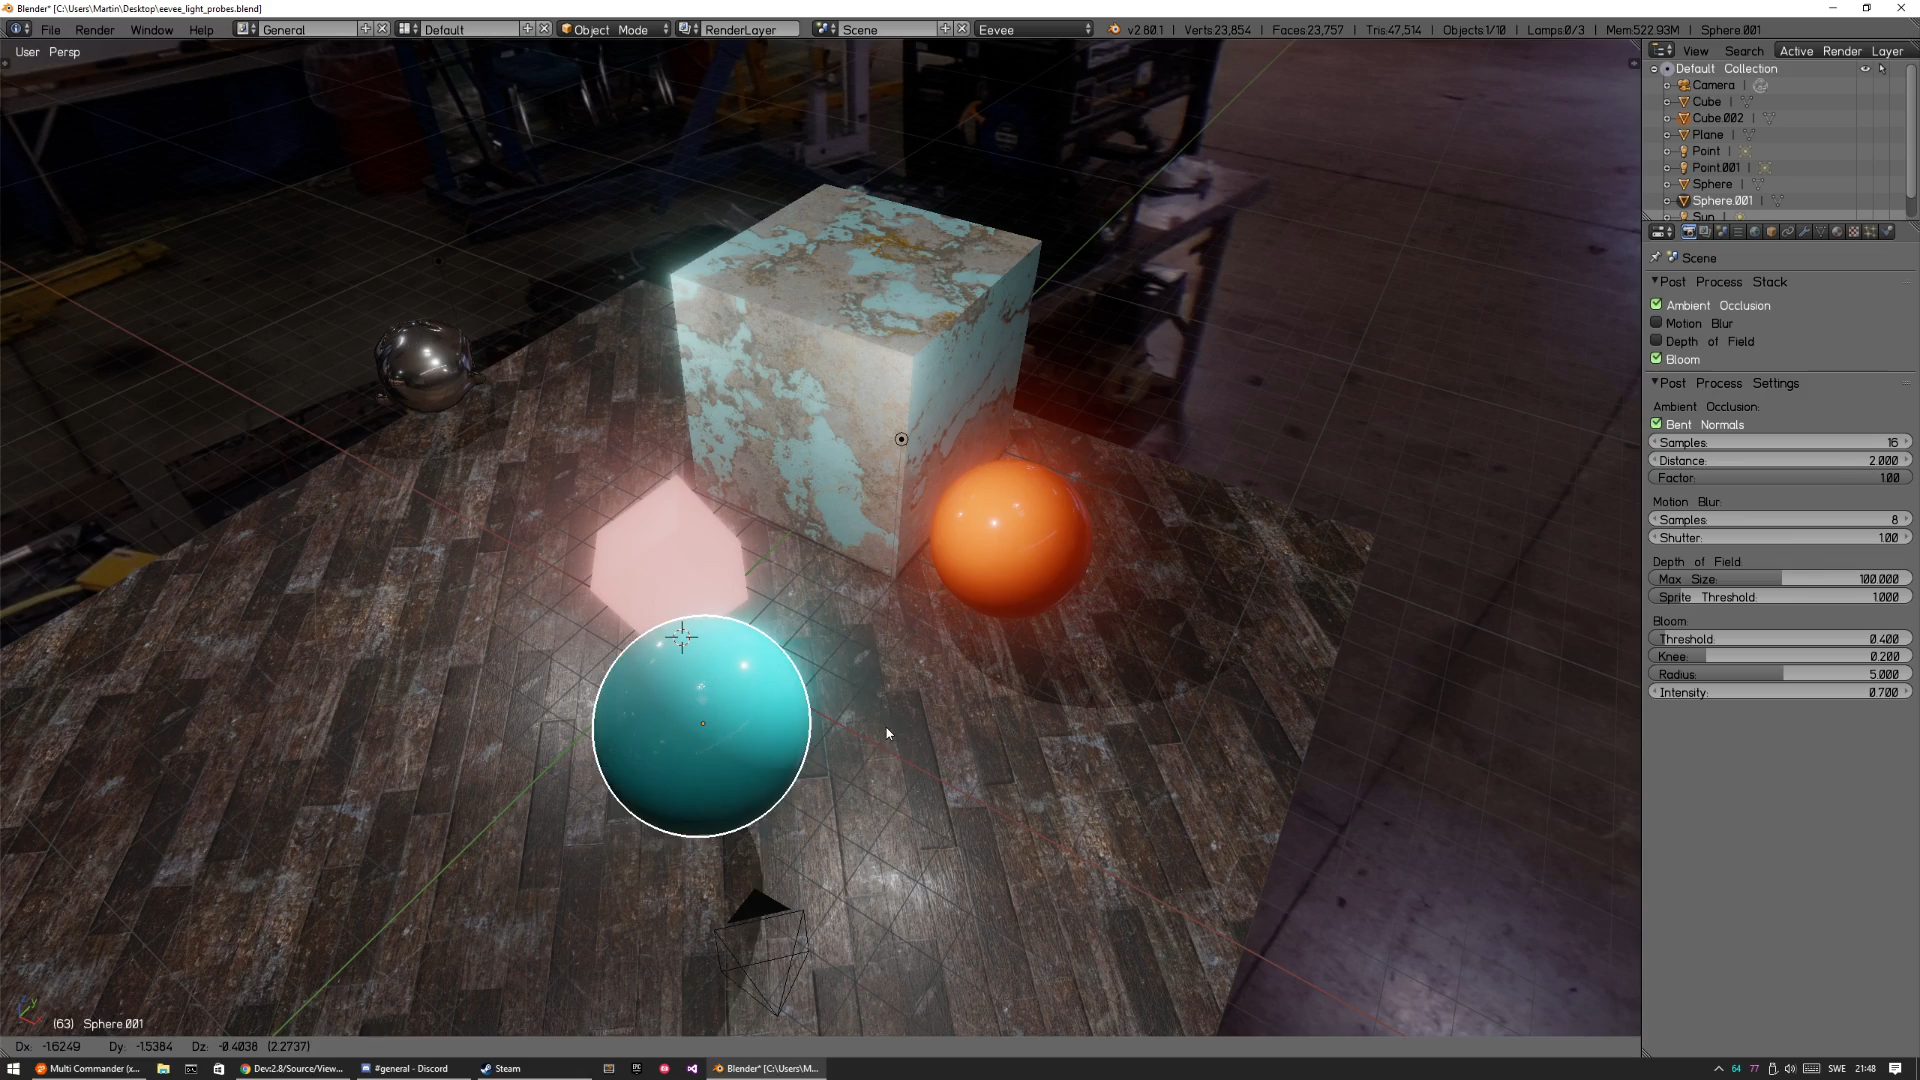 Blender* [C:\Users\Martin\Desktop\eevee_light_probes.blend]
File Render Window Help General Default Object Mode RenderLayer Scene Eevee v2.80.1 | Verts:23,854 | Faces:23,757 | Tris:47,514 | Objects:1/10 | Lamps:0/3 | Mem:522.93M | Sphere.001
User Persp
View Search Active Render Layer
Default Collection
Camera
Cube
Cube.002
Plane
Point
Point.001
Sphere
Sphere.001
Sun
Scene
Post Process Stack
Ambient Occlusion
Motion Blur
Depth of Field
Bloom
Post Process Settings
Ambient Occlusion:
Bent Normals
Samples: 16
Distance: 2.000
Factor: 1.00
Motion Blur:
Samples: 8
Shutter: 1.00
Depth of Field:
Max Size: 100.000
Sprite Threshold: 1.000
Bloom:
Threshold: 0.400
Knee: 0.200
Radius: 5.000
Intensity: 0.700
(63) Sphere.001
Dx: -1.6249 Dy: -1.5384 Dz: -0.4038 (2.2737)
Multi Commander (x... Dev:2.8/Source/View... #general - Discord Steam Blender* [C:\Users\M... 64 77 SWE 21:48